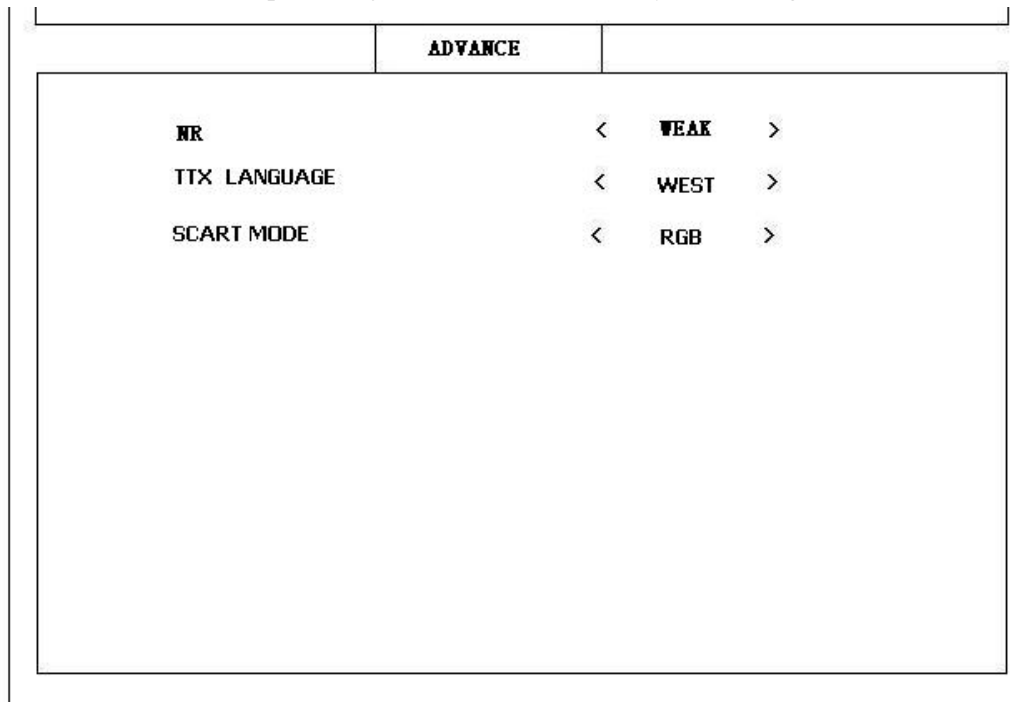 ADVANCE
NR < WEAK >
TTX LANGUAGE < WEST >
SCART MODE < RGB >